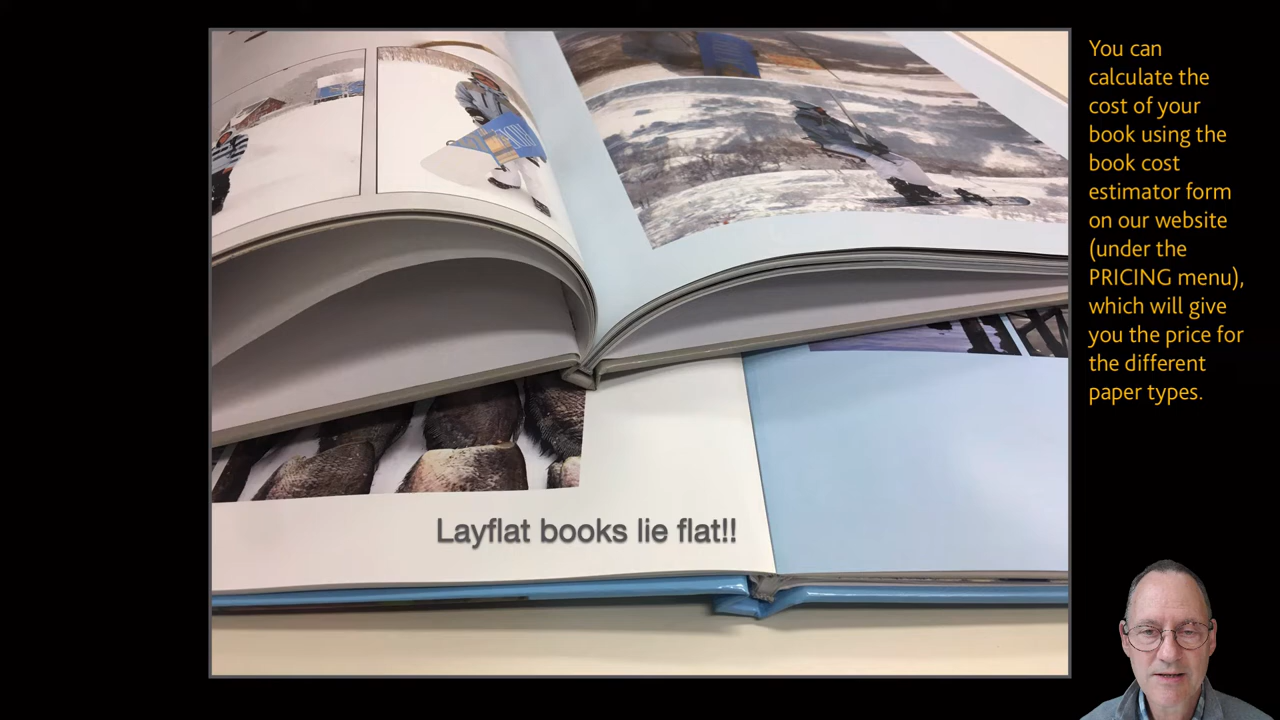 You can
calculate the
cost of your
book using the
book cost
estimator form
on our website
(under the
PRICING menu),
which will give
you the price for
the different
paper types.
Layflat books lie flat!!